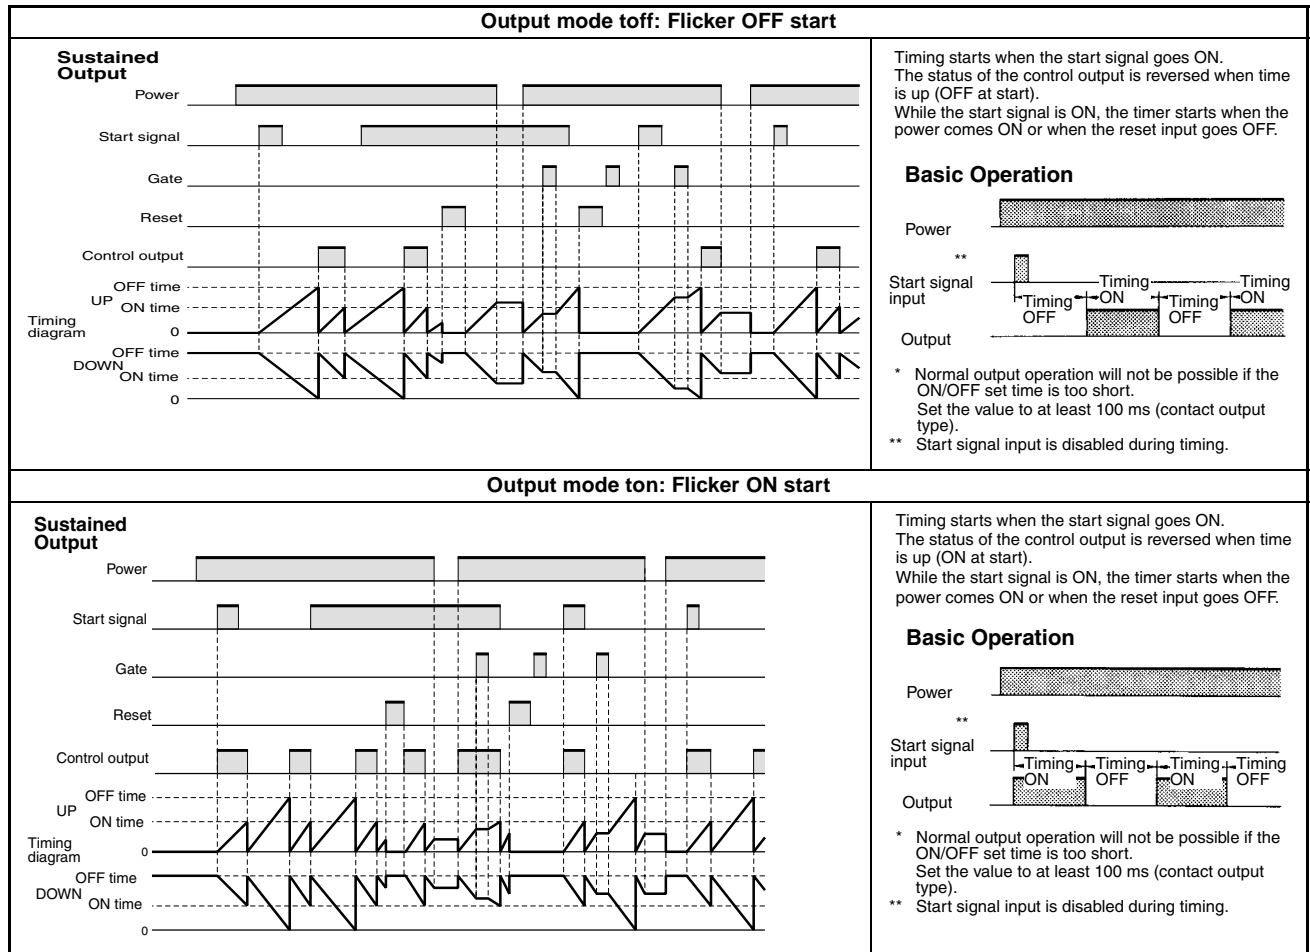 Output mode toff: Flicker OFF start
Sustained
Output
Power
Start signal
Gate
Reset
Control output
OFF time
UP
ON time
Timing
diagram
0
OFF time
DOWN
ON time
0
Timing starts when the start signal goes ON.
The status of the control output is reversed when time
is up (OFF at start).
While the start signal is ON, the timer starts when the
power comes ON or when the reset input goes OFF.
Basic Operation
Power
**
Start signal
input
Timing
OFF
Timing
ON
Timing
OFF
Timing
ON
Output
* Normal output operation will not be possible if the
ON/OFF set time is too short.
Set the value to at least 100 ms (contact output
type).
** Start signal input is disabled during timing.
Output mode ton: Flicker ON start
Sustained
Output
Power
Start signal
Gate
Reset
Control output
OFF time
UP
ON time
Timing
diagram
0
OFF time
DOWN
ON time
0
Timing starts when the start signal goes ON.
The status of the control output is reversed when time
is up (ON at start).
While the start signal is ON, the timer starts when the
power comes ON or when the reset input goes OFF.
Basic Operation
Power
**
Start signal
input
Timing
ON
Timing
OFF
Timing
ON
Timing
OFF
Output
* Normal output operation will not be possible if the
ON/OFF set time is too short.
Set the value to at least 100 ms (contact output
type).
** Start signal input is disabled during timing.